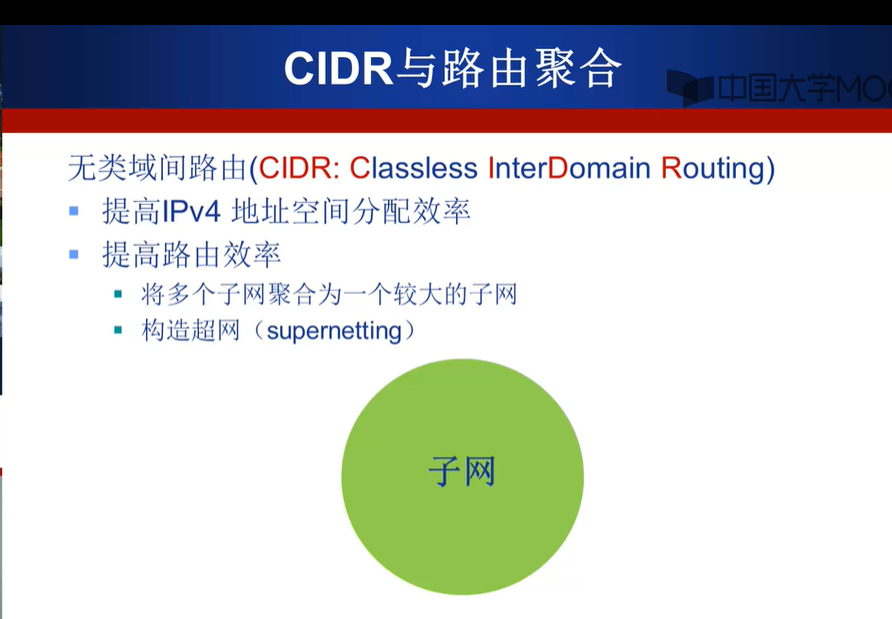 CIDR与路由聚合
中国大学MOO
无类域间路由(CIDR: Classless InterDomain Routing)
提高IPv4 地址空间分配效率
提高路由效率
将多个子网聚合为一个较大的子网
构造超网（supernetting）
子网